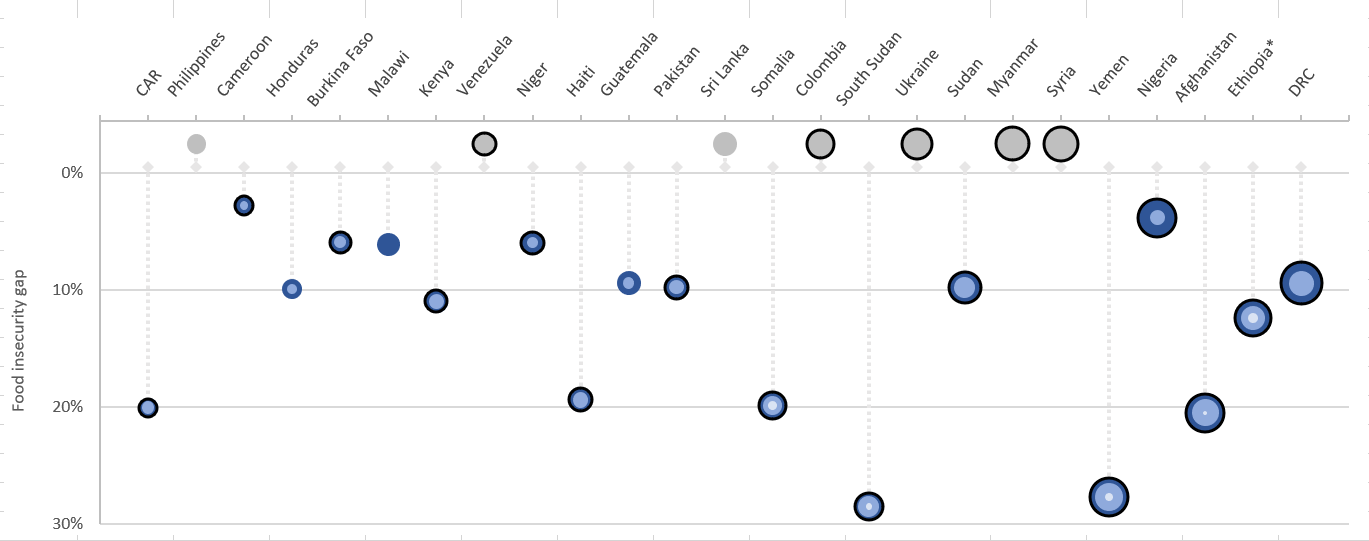 CAR
Philippines
Cameroon
Honduras
Burkina Faso
Malawi
Kenya
Venezuela
Niger
Haiti
Guatemala
Pakistan
Sri Lanka
Somalia
Colombia
South Sudan
Ukraine
Sudan
Myanmar
Syria
Yemen
Nigeria
Afghanistan
Ethiopia*
DRC
0%
10%
20%
30%
Food insecurity gap